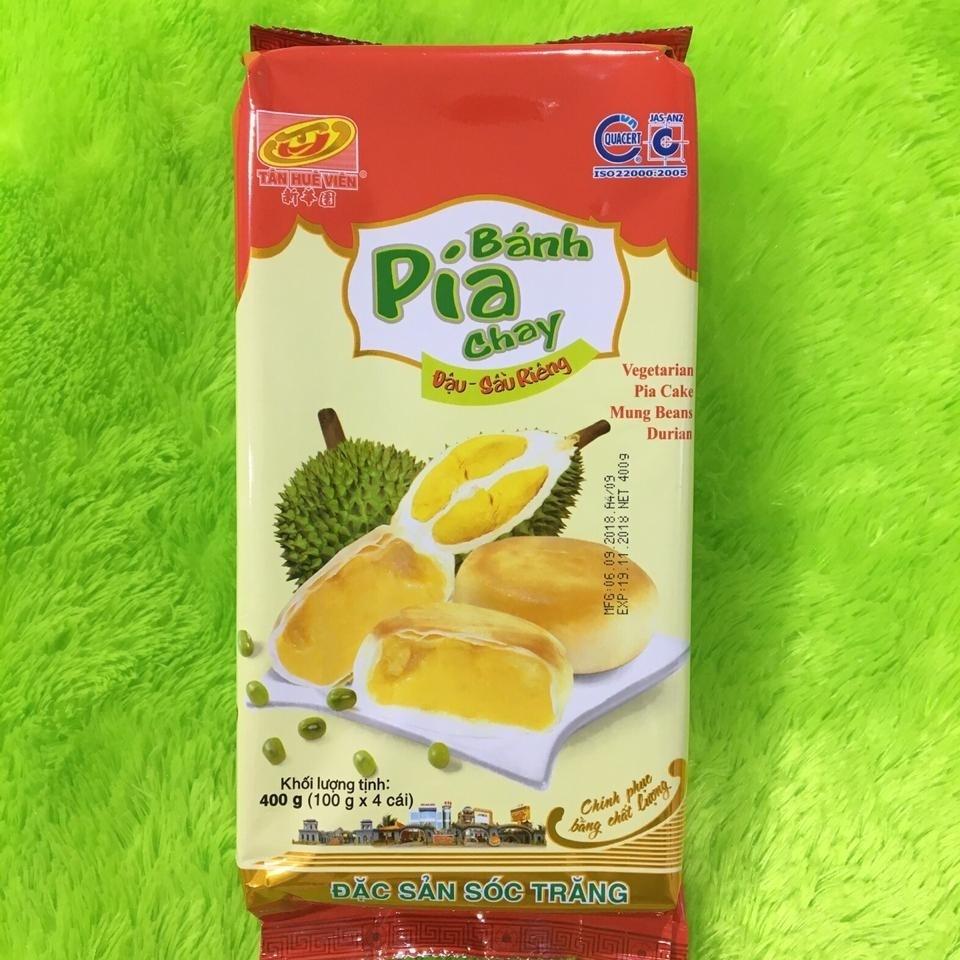 TÂN HUÊ VIÊN
新華園
VN
QUACERT
JAS-ANZ
C
ISO22000:2005
Bánh
Pía
Chay
Đậu - Sầu Riêng
Vegetarian
Pia Cake
Mung Beans
Durian
MFG:06.09.2018.A4/09
EXP:19.11.2018 NET 400g
Khối lượng tịnh:
400 g (100 g x 4 cái)
Chinh phục
bằng chất lượng
ĐẶC SẢN SÓC TRĂNG